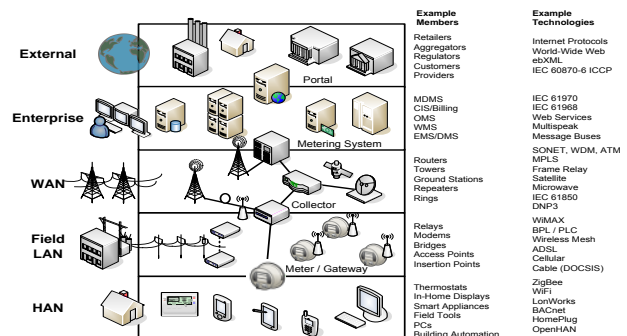 Example
Members
Example
Technologies
External
Portal
Retailers
Aggregators
Regulators
Customers
Providers
Internet Protocols
World-Wide Web
ebXML
IEC 60870-6 ICCP
Enterprise
Metering System
MDMS
CIS/Billing
OMS
WMS
EMS/DMS
IEC 61970
IEC 61968
Web Services
Multispeak
Message Buses
WAN
Collector
Routers
Towers
Ground Stations
Repeaters
Rings
SONET, WDM, ATM
MPLS
Frame Relay
Satellite
Microwave
IEC 61850
DNP3
Field
LAN
Meter / Gateway
Relays
Modems
Bridges
Access Points
Insertion Points
WiMAX
BPL / PLC
Wireless Mesh
ADSL
Cellular
Cable (DOCSIS)
HAN
Thermostats
In-Home Displays
Smart Appliances
Field Tools
PCs
Building Automation
ZigBee
WiFi
LonWorks
BACnet
HomePlug
OpenHAN